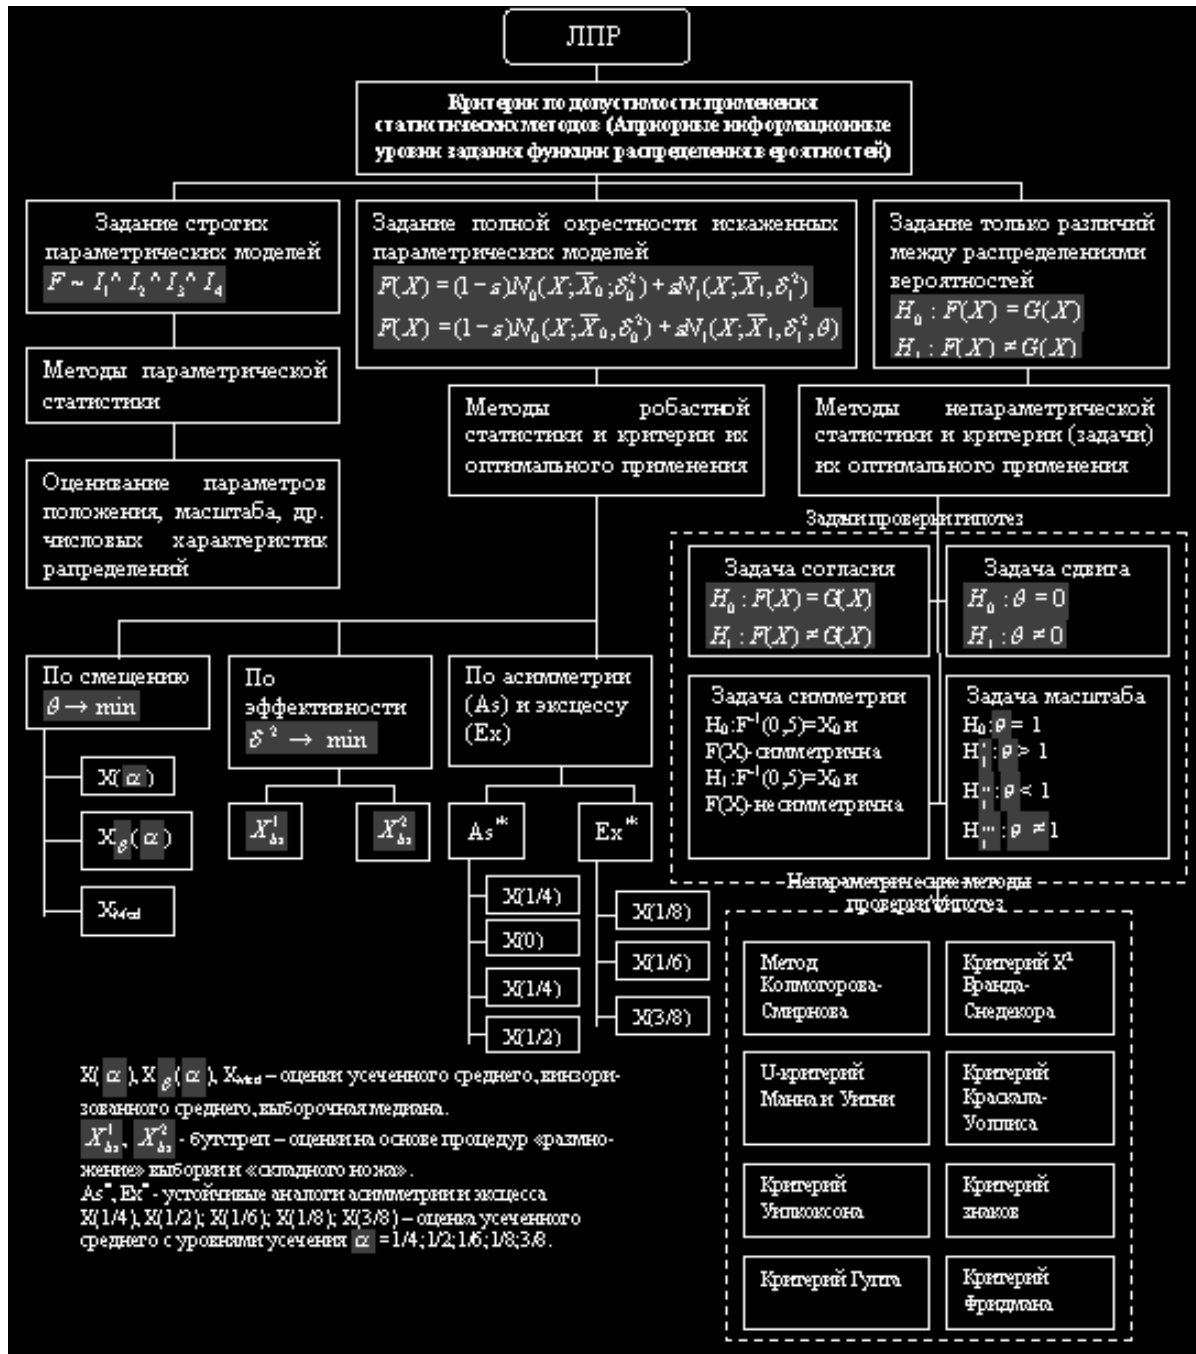 ЛПР
Критерии по допустимости применения
статистических методов (Априорные информационные
уровни задания функции распределения вероятностей)
Задание строгих
параметрических моделей
F ~ I₁^ I₂^ I₃^ I₄
Задание полной окрестности искаженных
параметрических моделей
F(X) = (1 − s)N₀(X; X̅₀; δ₀²) + sN₁(X; X̅₁, δ₁²)
F(X) = (1 − s)N₀(X; X̅₀, δ₀²) + sN₁(X; X̅₁, δ₁², θ)
Задание только различий
между распределениями
вероятностей
H₀ : F(X) = G(X)
H₁ : F(X) ≠ G(X)
Методы параметрической
статистики
Методы робастной
статистики и критерии их
оптимального применения
Методы непараметрической
статистики и критерии (задачи)
их оптимального применения
Оценивание параметров
положения, масштаба, др.
числовых характеристик
рапределений
Задачи проверки гипотез
Задача согласия
H₀ : F(X) = G(X)
H₁ : F(X) ≠ G(X)
Задача сдвига
H₀ : θ = 0
H₁ : θ ≠ 0
По смещению
θ → min
По
эффективности
δ² → min
По асимметрии
(As) и эксцессу
(Ex)
Задача симметрии
H₀:F⁻¹(0,5)=X₀ и
F(X)-симметрична
H₁:F⁻¹(0,5)=X₀ и
F(X)-не симметрична
Задача масштаба
H₀:θ = 1
H₁':θ > 1
H₁'':θ < 1
H₁''':θ ≠ 1
X(α)
X_θ(α)
X_Med
X¹_bs
X²_bs
As*
Ex*
X(1/4)
X(0)
X(1/4)
X(1/2)
X(1/8)
X(1/6)
X(3/8)
Непараметрические методы
проверки гипотез
Метод
Колмогорова-
Смирнова
Критерий X²
Бранда-
Снедекора
U-критерий
Манна и Уитни
Критерий
Краскала-
Уоллиса
Критерий
Уилкоксона
Критерий
знаков
Критерий Гупта
Критерий
Фридмана
X(α), X_θ(α), X_Med – оценки усеченного среднего, винзори-
зованного среднего, выборочная медиана.
X¹_bs, X²_bs - бутстреп – оценки на основе процедур «размно-
жение» выборки и «складного ножа».
As*, Ex* - устойчивые аналоги асимметрии и эксцесса
X(1/4), X(1/2); X(1/6); X(1/8); X(3/8) – оценка усеченного
среднего с уровнями усечения α =1/4; 1/2; 1/6; 1/8; 3/8.